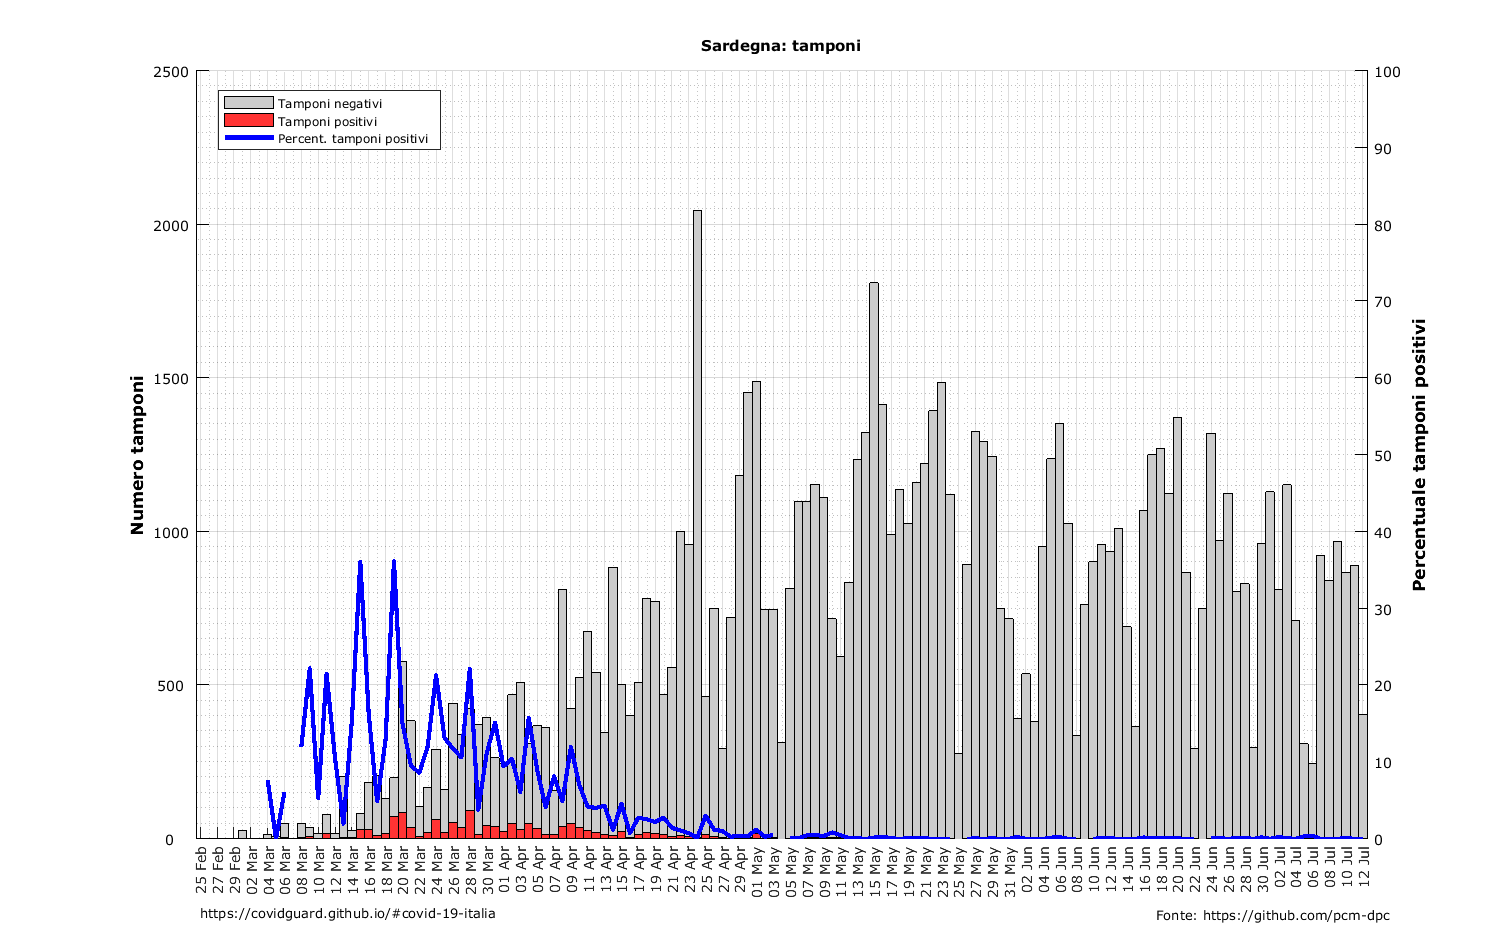 Sardegna: tamponi
Tamponi negativi
Tamponi positivi
Percent. tamponi positivi
Numero tamponi
2500
2000
1500
1000
500
0
Percentuale tamponi positivi
100
90
80
70
60
50
40
30
20
10
0
25 Feb
27 Feb
29 Feb
02 Mar
04 Mar
06 Mar
08 Mar
10 Mar
12 Mar
14 Mar
16 Mar
18 Mar
20 Mar
22 Mar
24 Mar
26 Mar
28 Mar
30 Mar
01 Apr
03 Apr
05 Apr
07 Apr
09 Apr
11 Apr
13 Apr
15 Apr
17 Apr
19 Apr
21 Apr
23 Apr
25 Apr
27 Apr
29 Apr
01 May
03 May
05 May
07 May
09 May
11 May
13 May
15 May
17 May
19 May
21 May
23 May
25 May
27 May
29 May
31 May
02 Jun
04 Jun
06 Jun
08 Jun
10 Jun
12 Jun
14 Jun
16 Jun
18 Jun
20 Jun
22 Jun
24 Jun
26 Jun
28 Jun
30 Jun
02 Jul
04 Jul
06 Jul
08 Jul
10 Jul
12 Jul
https://covidguard.github.io/#covid-19-italia
Fonte: https://github.com/pcm-dpc